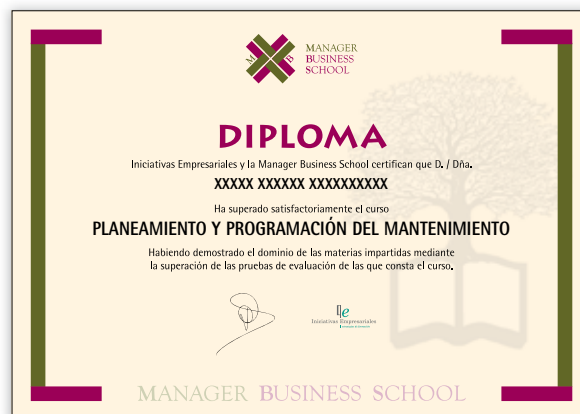 M B
MANAGER
BUSINESS
SCHOOL
DIPLOMA
Iniciativas Empresariales y la Manager Business School certifican que D. / Dña.
XXXXX XXXXXX XXXXXXXXXX
Ha superado satisfactoriamente el curso
PLANEAMIENTO Y PROGRAMACIÓN DEL MANTENIMIENTO
Habiendo demostrado el dominio de las materias impartidas mediante
la superación de las pruebas de evaluación de las que consta el curso.
Iniciativas Empresariales
MANAGER BUSINESS SCHOOL